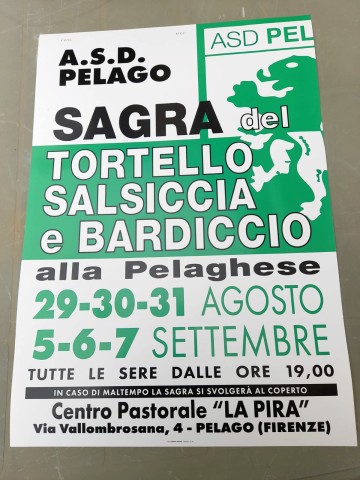 A.S.D.
PELAGO
ASD PEL
SAGRA del
TORTELLO
SALSICCIA
e BARDICCIO
alla Pelaghese
29-30-31 AGOSTO
5-6-7 SETTEMBRE
TUTTE LE SERE DALLE ORE 19,00
IN CASO DI MALTEMPO LA SAGRA SI SVOLGERÀ AL COPERTO
Centro Pastorale “LA PIRA”
Via Vallombrosana, 4 - PELAGO (FIRENZE)